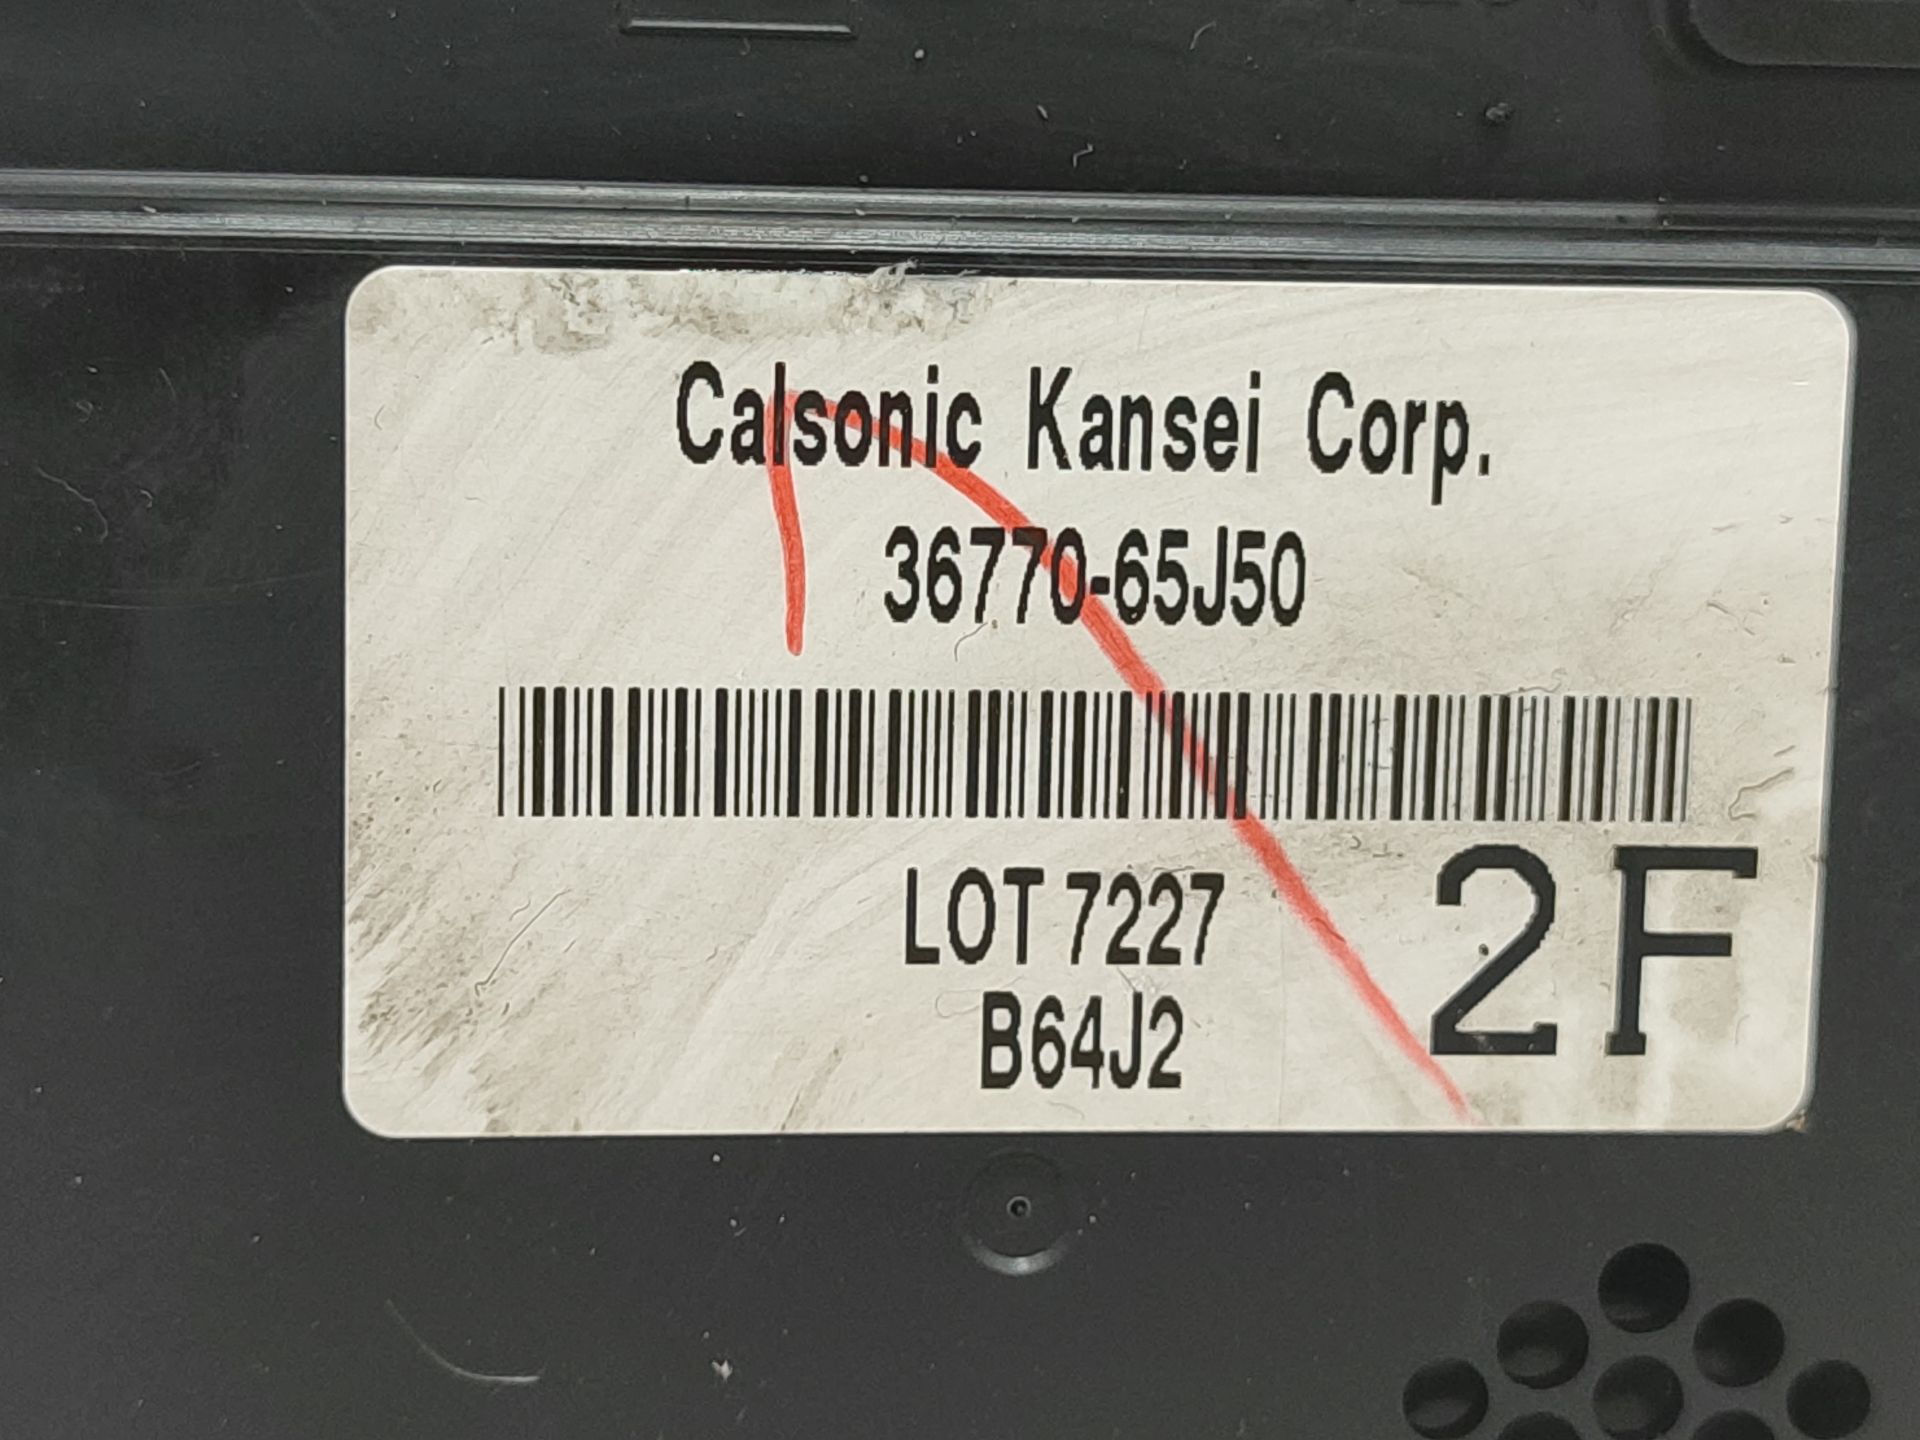 Calsonic Kansei Corp.
36770-65J50
LOT 7227
B64J2
2F